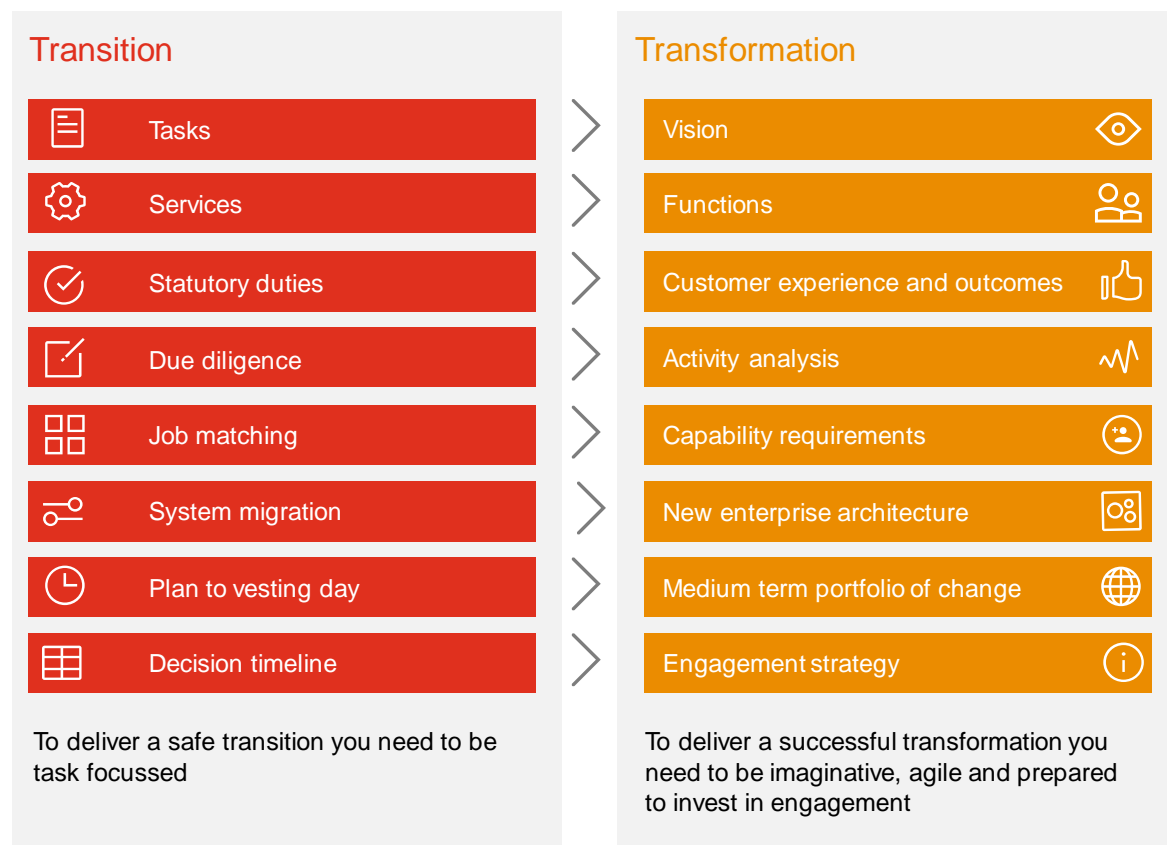 Transition
Tasks
Services
Statutory duties
Due diligence
Job matching
System migration
Plan to vesting day
Decision timeline
To deliver a safe transition you need to be
task focussed
Transformation
Vision
Functions
Customer experience and outcomes
Activity analysis
Capability requirements
New enterprise architecture
Medium term portfolio of change
Engagement strategy
To deliver a successful transformation you
need to be imaginative, agile and prepared
to invest in engagement